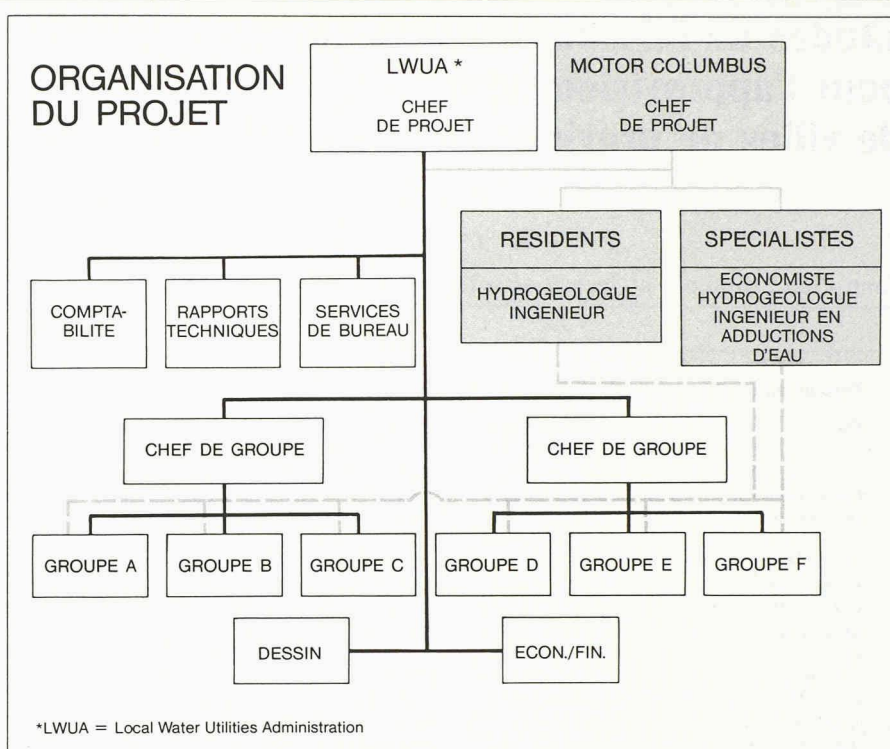 ORGANISATION
DU PROJET
LWUA *
CHEF
DE PROJET
MOTOR COLUMBUS
CHEF
DE PROJET
RESIDENTS
HYDROGEOLOGUE
INGENIEUR
SPECIALISTES
ECONOMISTE
HYDROGEOLOGUE
INGENIEUR EN
ADDUCTIONS
D'EAU
COMPTA-
BILITE
RAPPORTS
TECHNIQUES
SERVICES
DE BUREAU
CHEF DE GROUPE
CHEF DE GROUPE
GROUPE A
GROUPE B
GROUPE C
GROUPE D
GROUPE E
GROUPE F
DESSIN
ECON./FIN.
*LWUA = Local Water Utilities Administration